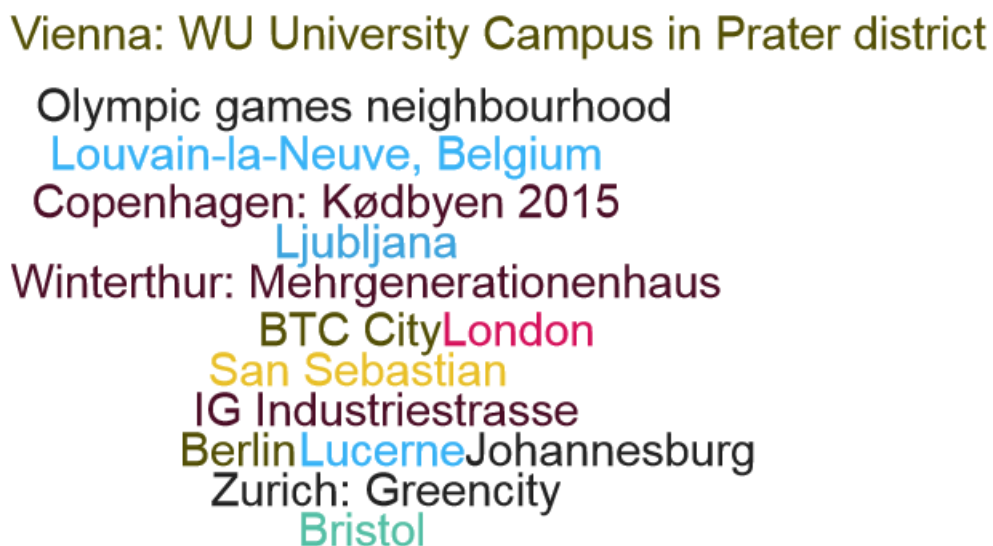 Vienna: WU University Campus in Prater district
Olympic games neighbourhood
Louvain-la-Neuve, Belgium
Copenhagen: Kødbyen 2015
Ljubljana
Winterthur: Mehrgenerationenhaus
BTC CityLondon
San Sebastian
IG Industriestrasse
BerlinLucerneJohannesburg
Zurich: Greencity
Bristol